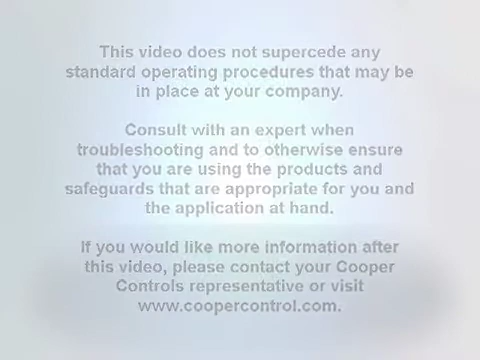 This video does not supercede any
standard operating procedures that may be
in place at your company.
Consult with an expert when
troubleshooting and to otherwise ensure
that you are using the products and
safeguards that are appropriate for you and
the application at hand.
If you would like more information after
this video, please contact your Cooper
Controls representative or visit
www.coopercontrol.com.